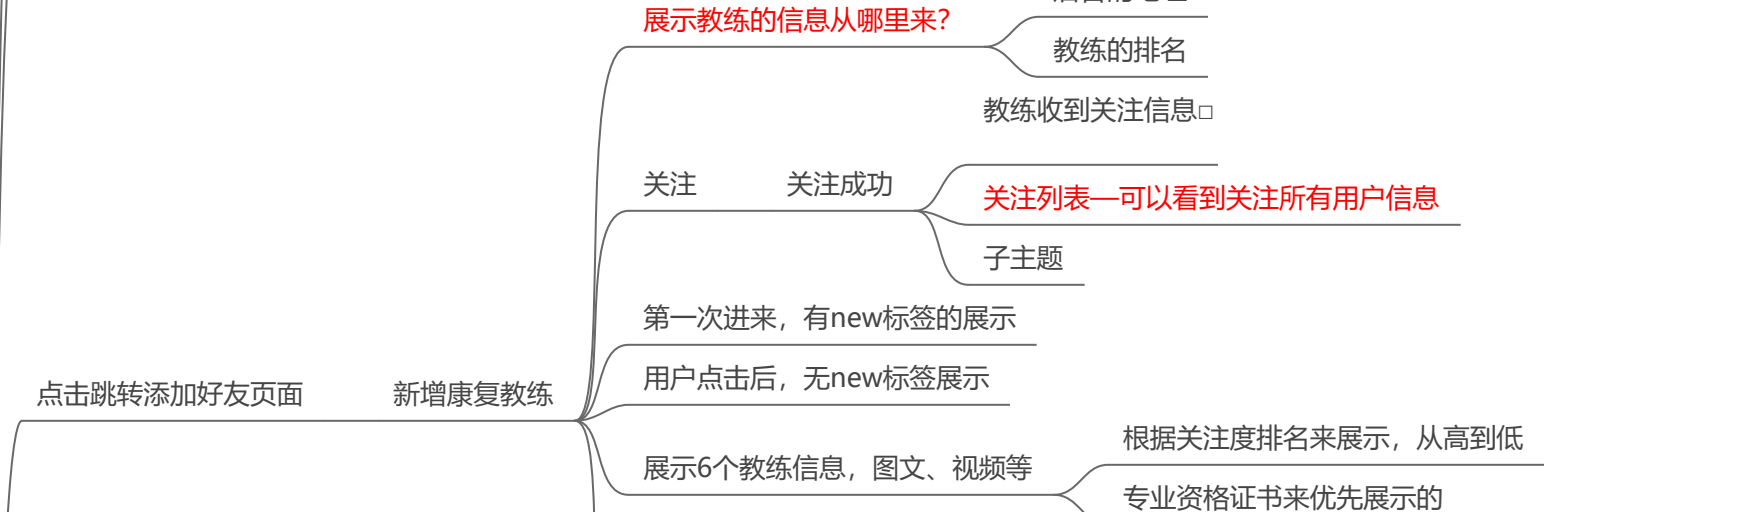 展示教练的信息从哪里来？
教练的排名
教练收到关注信息□
关注
关注成功
关注列表—可以看到关注所有用户信息
子主题
第一次进来，有new标签的展示
用户点击后，无new标签展示
点击跳转添加好友页面
新增康复教练
根据关注度排名来展示，从高到低
展示6个教练信息，图文、视频等
专业资格证书来优先展示的